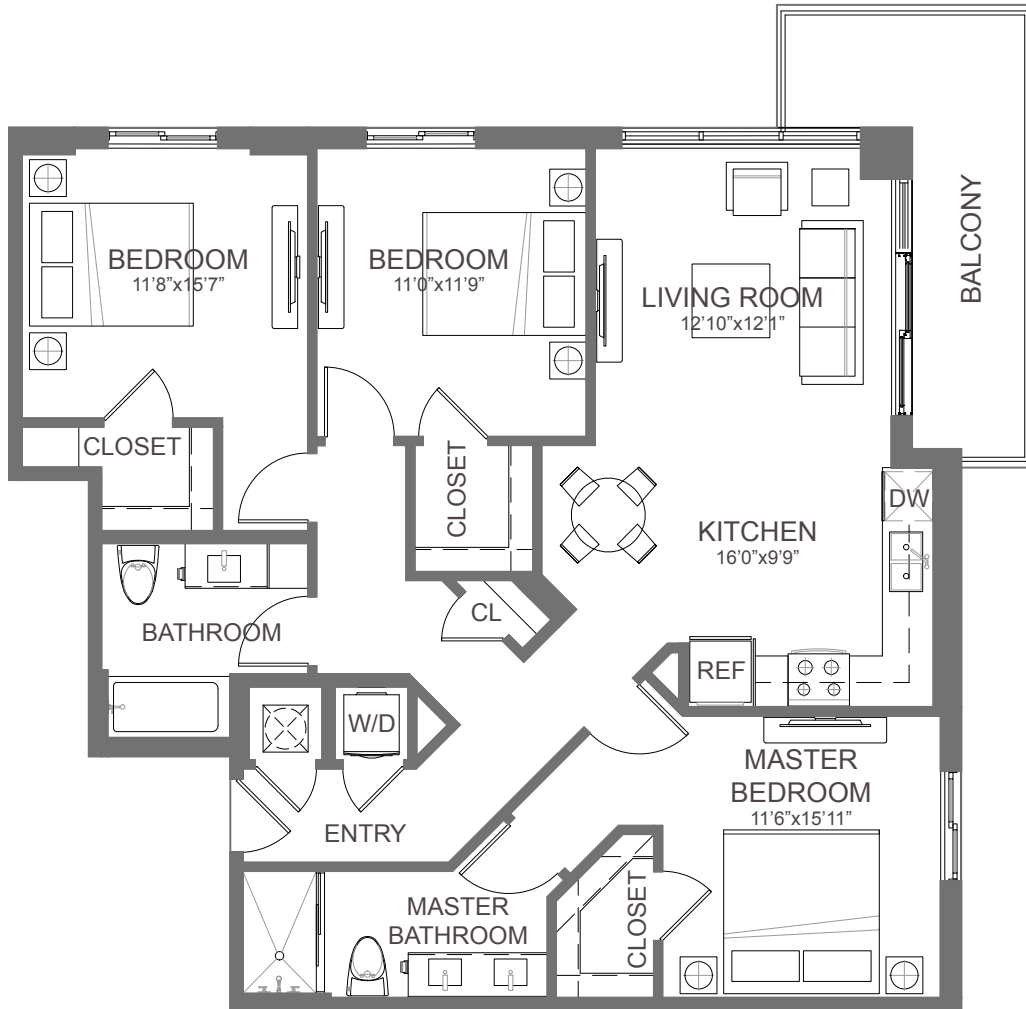 BALCONY
BEDROOM
11’8”x15’7”
BEDROOM
11’0”x11’9”
LIVING ROOM
12’10”x12’1”
CLOSET
CLOSET
DW
KITCHEN
16’0”x9’9”
CL
BATHROOM
REF
W/D
MASTER
BEDROOM
11’6”x15’11”
ENTRY
MASTER
BATHROOM
CLOSET